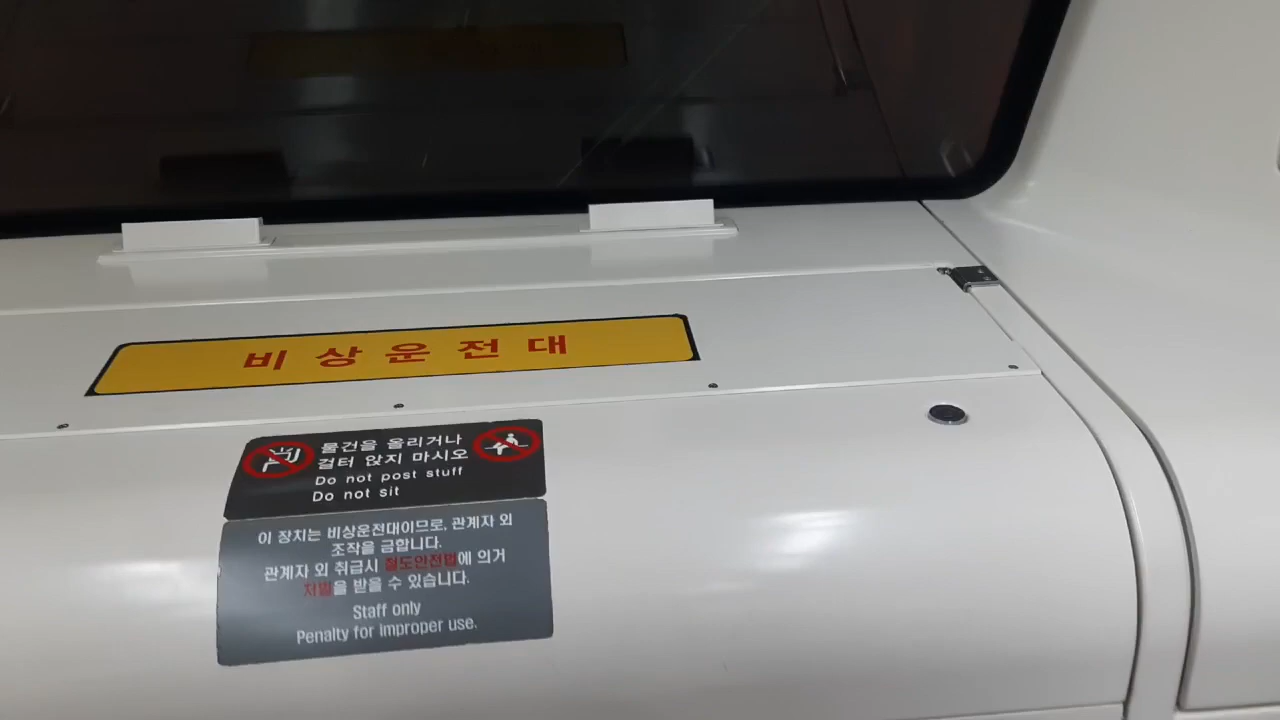 비상운전대
물건을 올리거나
걸터 앉지 마시오
Do not post stuff
Do not sit
이 장치는 비상운전대이므로, 관계자 외
조작을 금합니다.
관계자 외 취급시 철도안전법에 의거
처벌을 받을 수 있습니다.
Staff only
Penalty for improper use.